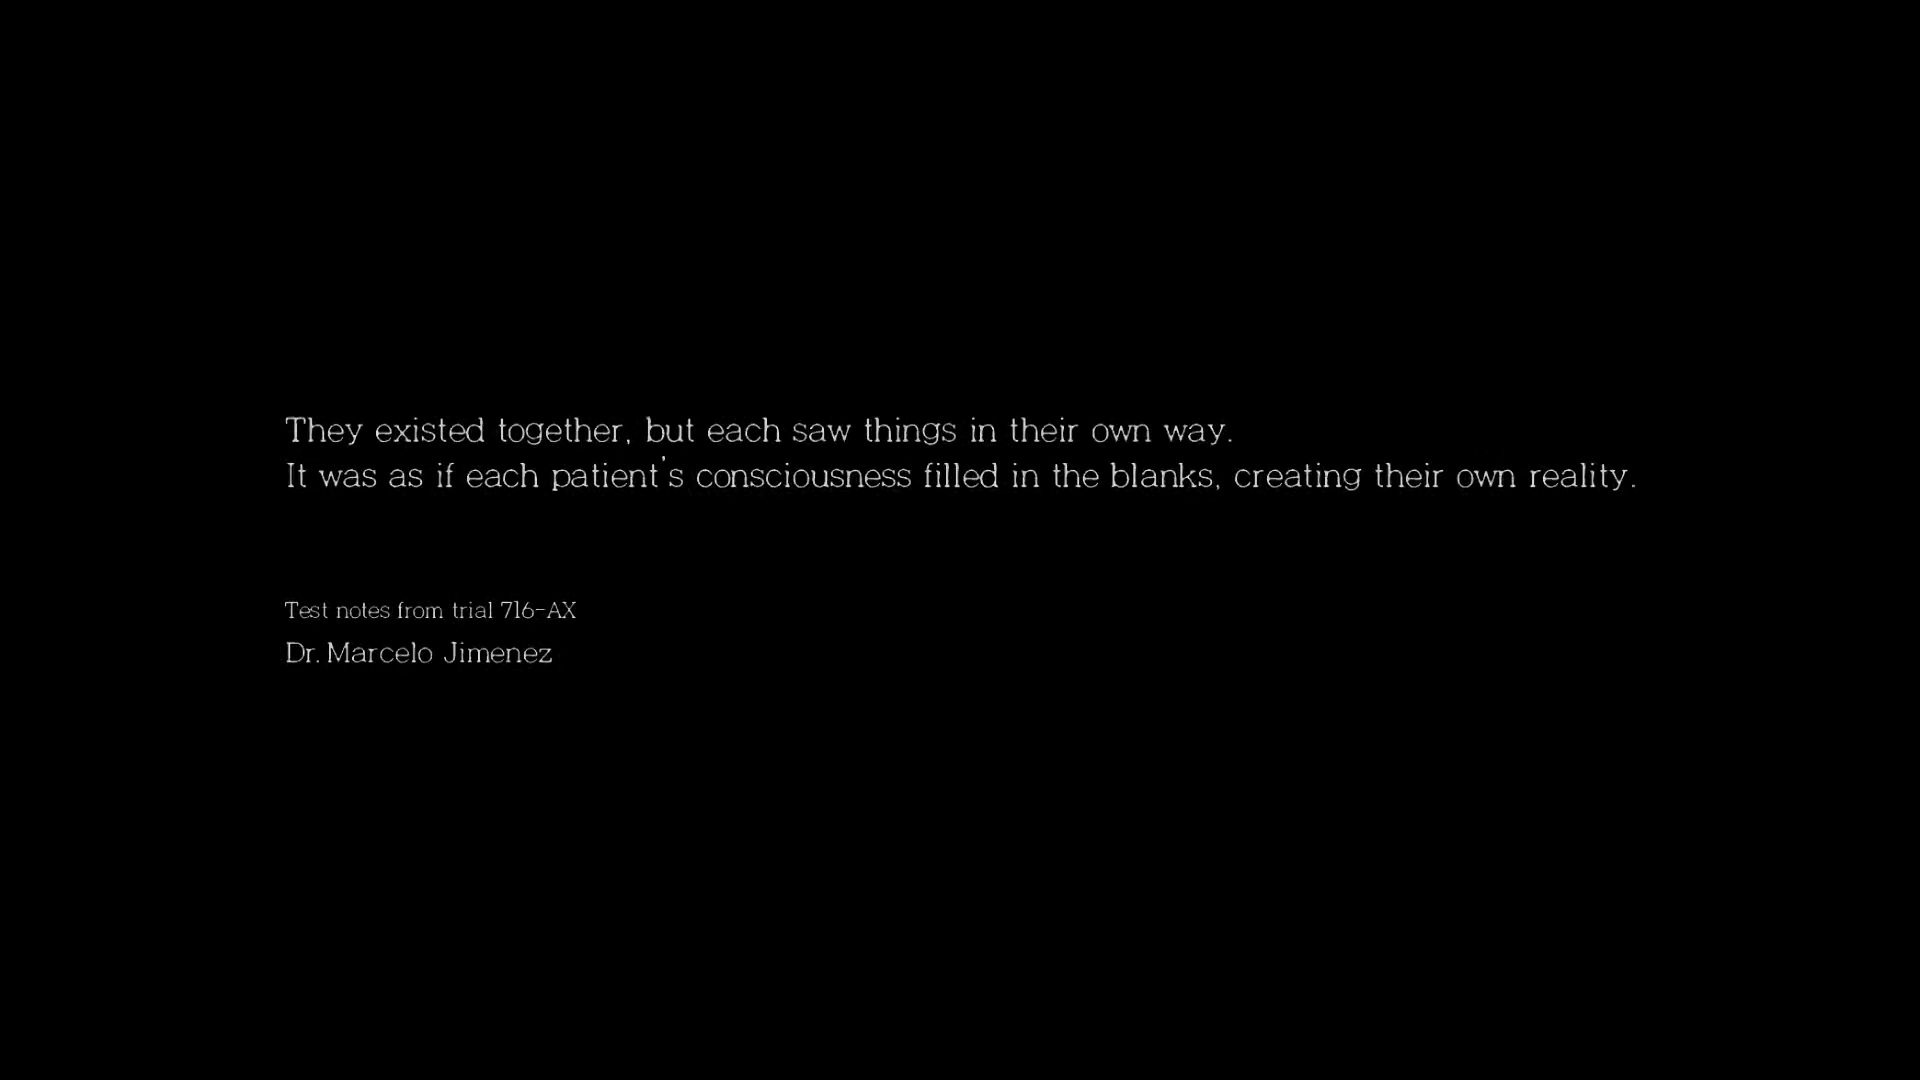 They existed together, but each saw things in their own way.
It was as if each patient's consciousness filled in the blanks, creating their own reality.
Test notes from trial 716-AX
Dr. Marcelo Jimenez